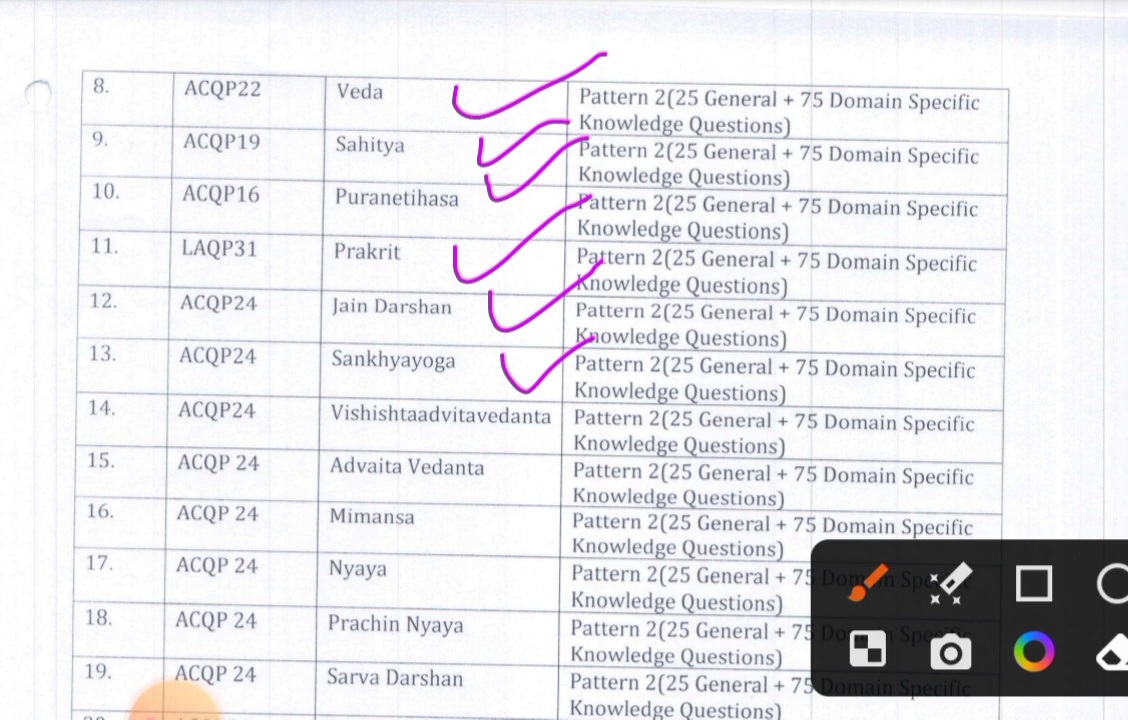 8. ACQP22 Veda Pattern 2(25 General + 75 Domain Specific
Knowledge Questions)
9. ACQP19 Sahitya Pattern 2(25 General + 75 Domain Specific
Knowledge Questions)
10. ACQP16 Puranetihasa Pattern 2(25 General + 75 Domain Specific
Knowledge Questions)
11. LAQP31 Prakrit Pattern 2(25 General + 75 Domain Specific
Knowledge Questions)
12. ACQP24 Jain Darshan Pattern 2(25 General + 75 Domain Specific
Knowledge Questions)
13. ACQP24 Sankhyayoga Pattern 2(25 General + 75 Domain Specific
Knowledge Questions)
14. ACQP24 Vishishtaadvitavedanta Pattern 2(25 General + 75 Domain Specific
Knowledge Questions)
15. ACQP 24 Advaita Vedanta Pattern 2(25 General + 75 Domain Specific
Knowledge Questions)
16. ACQP 24 Mimansa Pattern 2(25 General + 75 Domain Specific
Knowledge Questions)
17. ACQP 24 Nyaya Pattern 2(25 General + 75 Domain Specific
Knowledge Questions)
18. ACQP 24 Prachin Nyaya Pattern 2(25 General + 75 Domain Specific
Knowledge Questions)
19. ACQP 24 Sarva Darshan Pattern 2(25 General + 75 Domain Specific
Knowledge Questions)